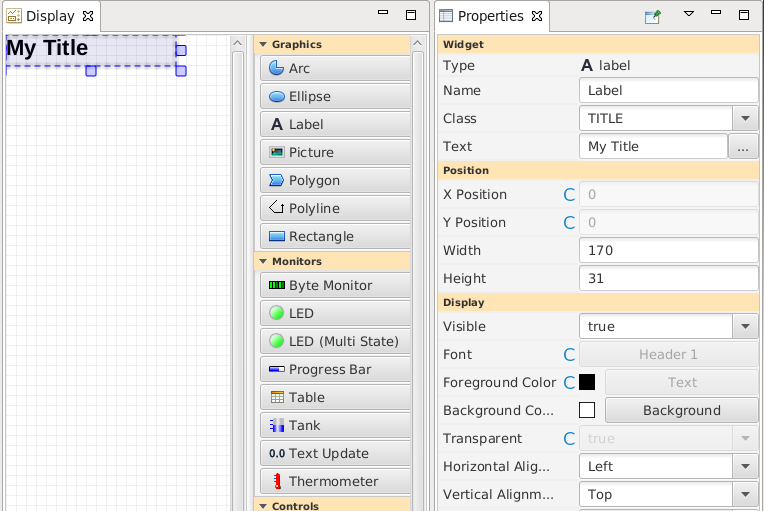 Display
My Title
Graphics
Arc
Ellipse
A Label
Picture
Polygon
Polyline
Rectangle
Monitors
Byte Monitor
LED
LED (Multi State)
Progress Bar
Table
Tank
0.0 Text Update
Thermometer
Controls
Properties
Widget
Type A label
Name Label
Class TITLE
Text My Title ...
Position
X Position C 0
Y Position C 0
Width 170
Height 31
Display
Visible true
Font C Header 1
Foreground Color C Text
Background Co... Background
Transparent C true
Horizontal Alig... Left
Vertical Alignm... Top